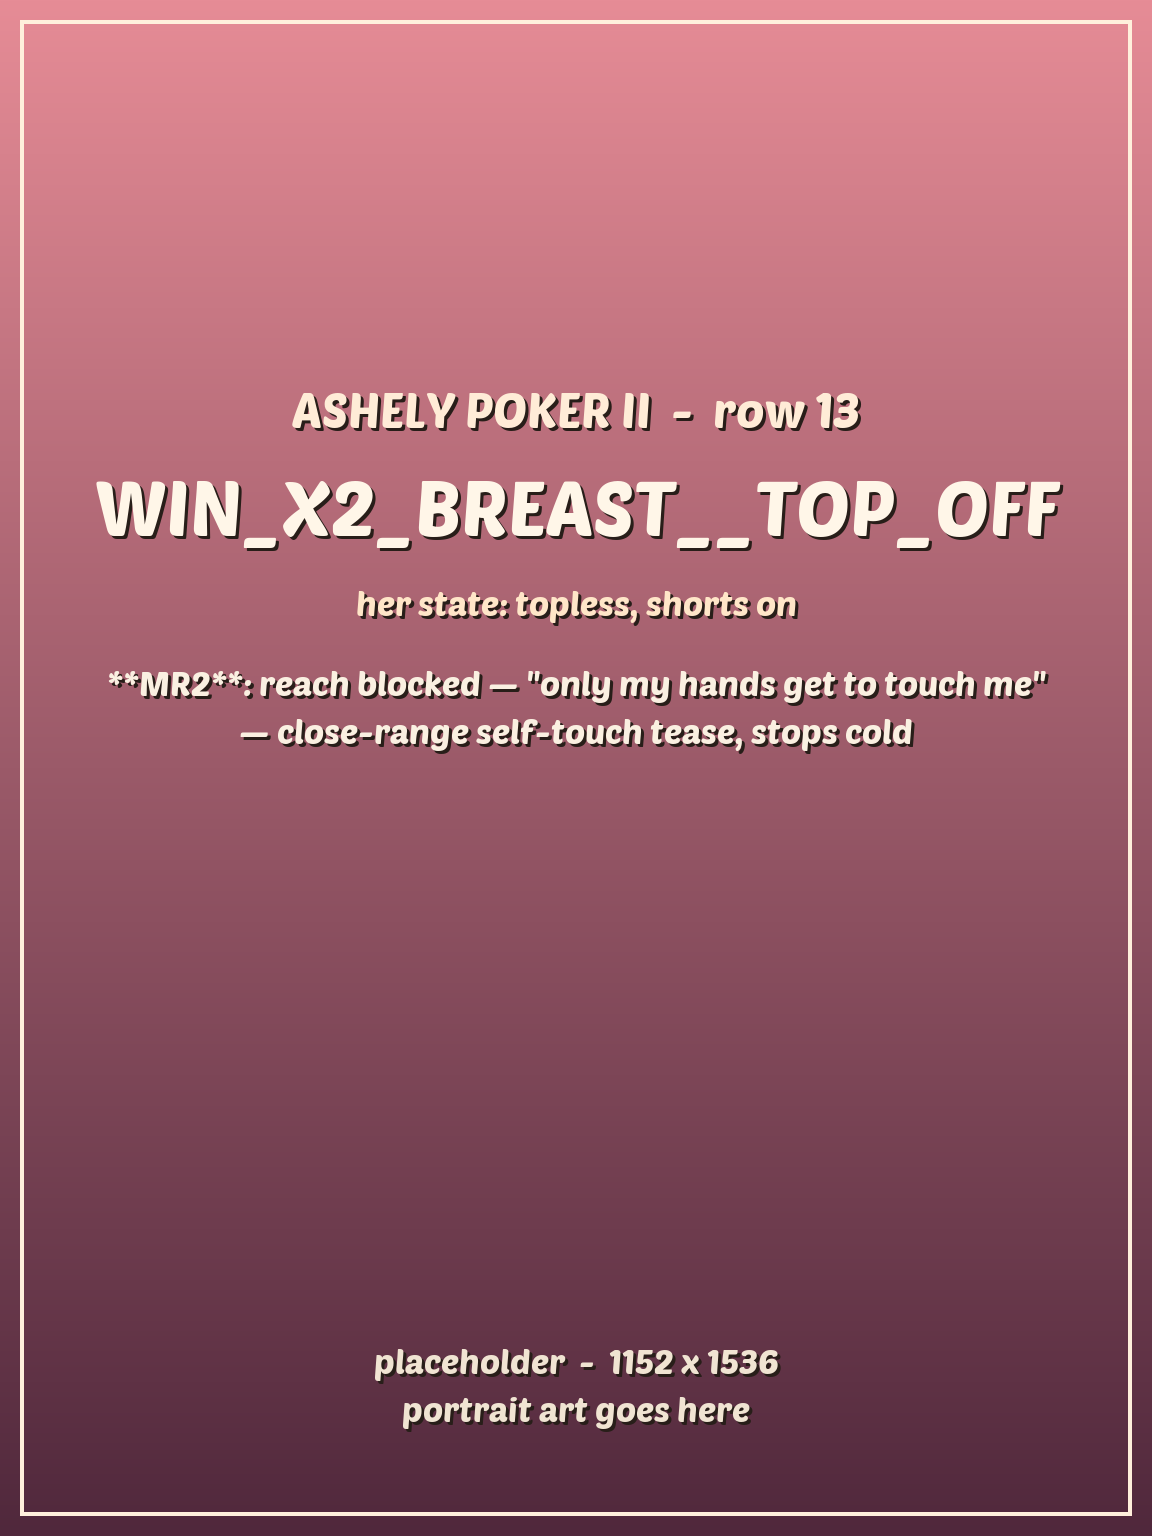 ASHELY POKER II - row 13
WIN_X2_BREAST__TOP_OFF
her state: topless, shorts on
**MR2**: reach blocked — "only my hands get to touch me"
— close-range self-touch tease, stops cold
placeholder - 1152 x 1536
portrait art goes here